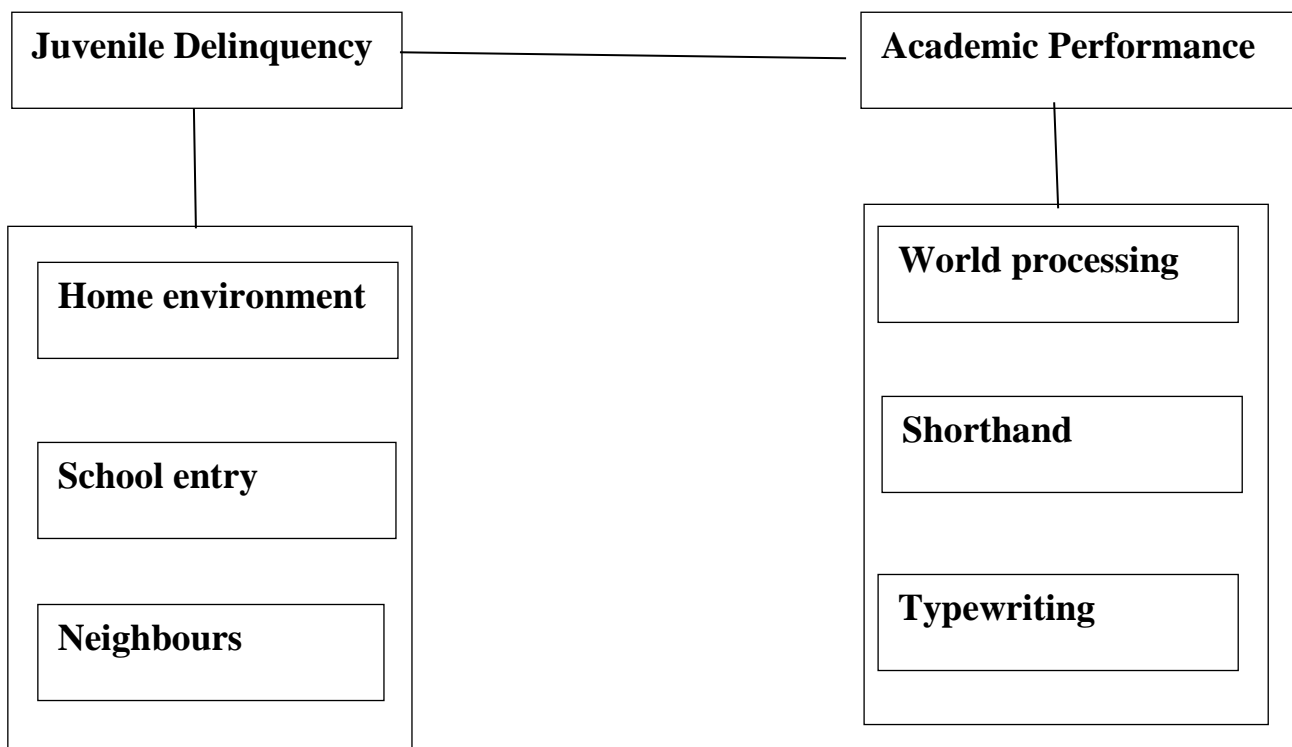 Juvenile Delinquency
Academic Performance
Home environment
School entry
Neighbours
World processing
Shorthand
Typewriting